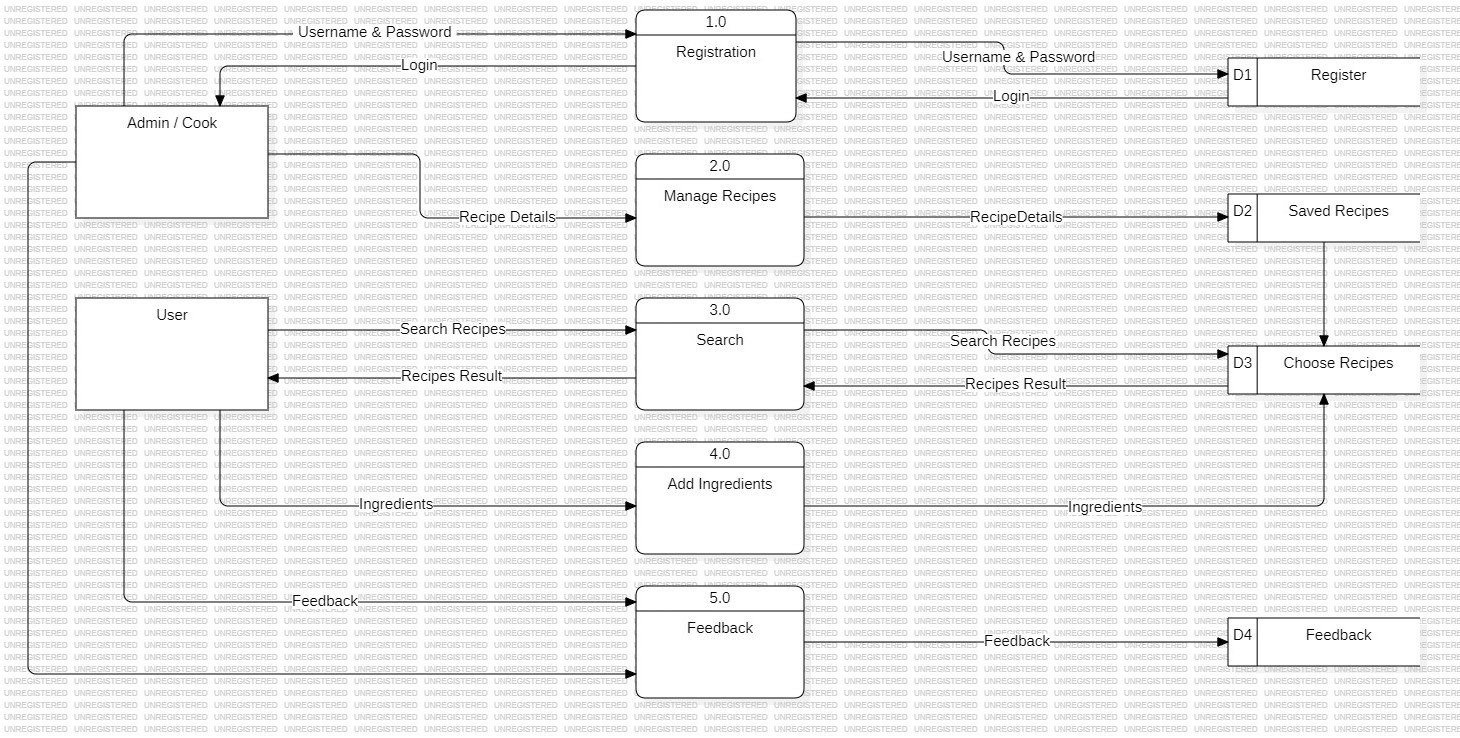 1.0
Username & Password
Registration
Username & Password
Login
D1
Register
Login
Admin / Cook
2.0
Manage Recipes
Recipe Details
RecipeDetails
D2
Saved Recipes
3.0
User
Search Recipes
Search
Search Recipes
D3
Choose Recipes
Recipes Result
Recipes Result
4.0
Add Ingredients
Ingredients
Ingredients
5.0
Feedback
Feedback
Feedback
D4
Feedback
UNREGISTERED